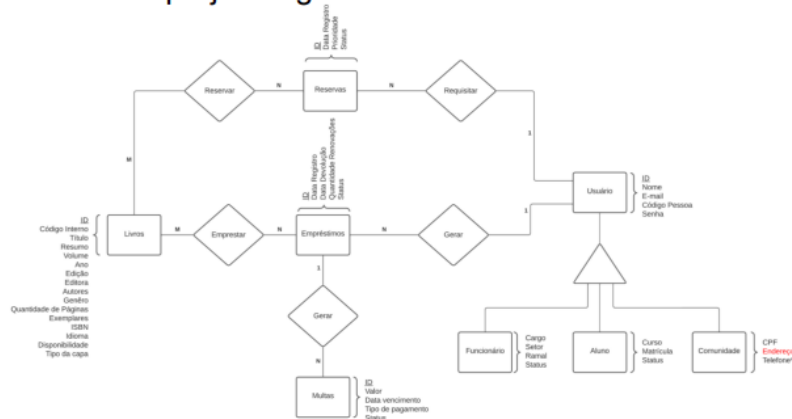 ID
Data Registro
Prioridade
Status
Reservar
N
Reservas
N
Requisitar
M
1
ID
Data Registro
Data Devolução
Quantidade Renovações
Status
Usuário
ID
Nome
E-mail
Código Pessoa
Senha
1
ID
Código Interno
Título
Resumo
Volume
Ano
Edição
Editora
Autores
Genêro
Quantidade de Páginas
Exemplares
ISBN
Idioma
Disponibilidade
Tipo da capa
Livros
M
Emprestar
N
Empréstimos
N
Gerar
1
Gerar
N
Multas
ID
Valor
Data vencimento
Tipo de pagamento
Status
Funcionário
Cargo
Setor
Ramal
Status
Aluno
Curso
Matrícula
Status
Comunidade
CPF